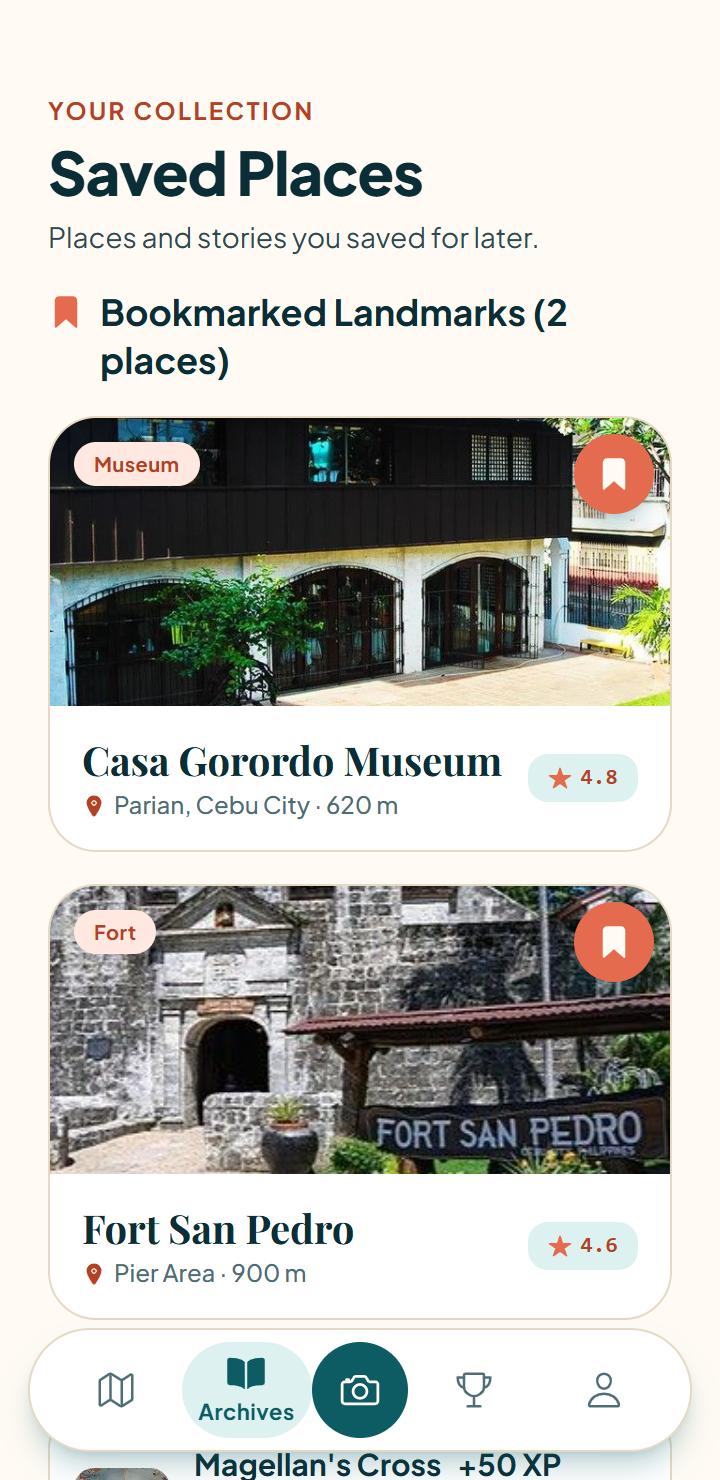 YOUR COLLECTION
Saved Places
Places and stories you saved for later.
Bookmarked Landmarks (2
places)
Museum
Casa Gorordo Museum
4.8
Parian, Cebu City · 620 m
Fort
FORT SAN PEDRO
Fort San Pedro
4.6
Pier Area · 900 m
Archives
Magellan's Cross +50 XP